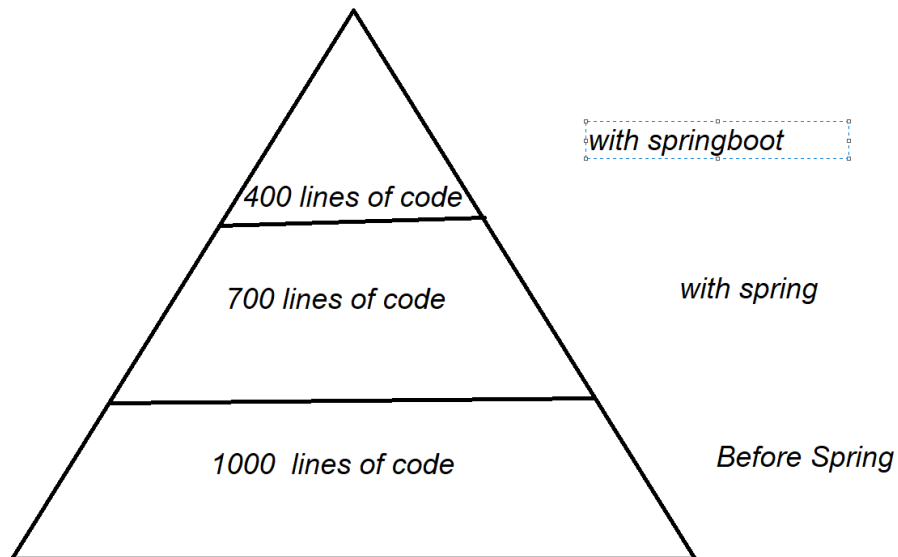 with springboot
400 lines of code
700 lines of code
with spring
1000 lines of code
Before Spring